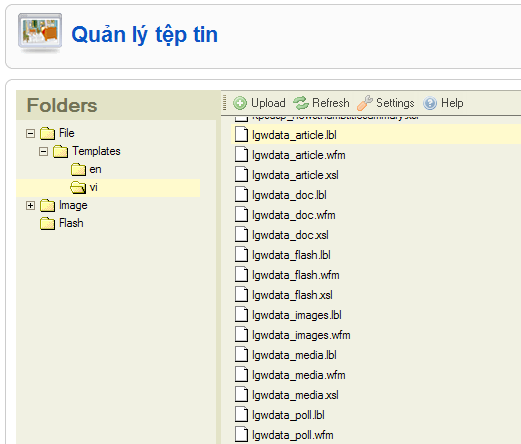 Quản lý tệp tin
Folders
File
Templates
en
vi
Image
Flash
Upload Refresh Settings Help
lgwdata_article.lbl
lgwdata_article.wfm
lgwdata_article.xsl
lgwdata_doc.lbl
lgwdata_doc.wfm
lgwdata_doc.xsl
lgwdata_flash.lbl
lgwdata_flash.wfm
lgwdata_flash.xsl
lgwdata_images.lbl
lgwdata_images.wfm
lgwdata_media.lbl
lgwdata_media.wfm
lgwdata_media.xsl
lgwdata_poll.lbl
lgwdata_poll.wfm